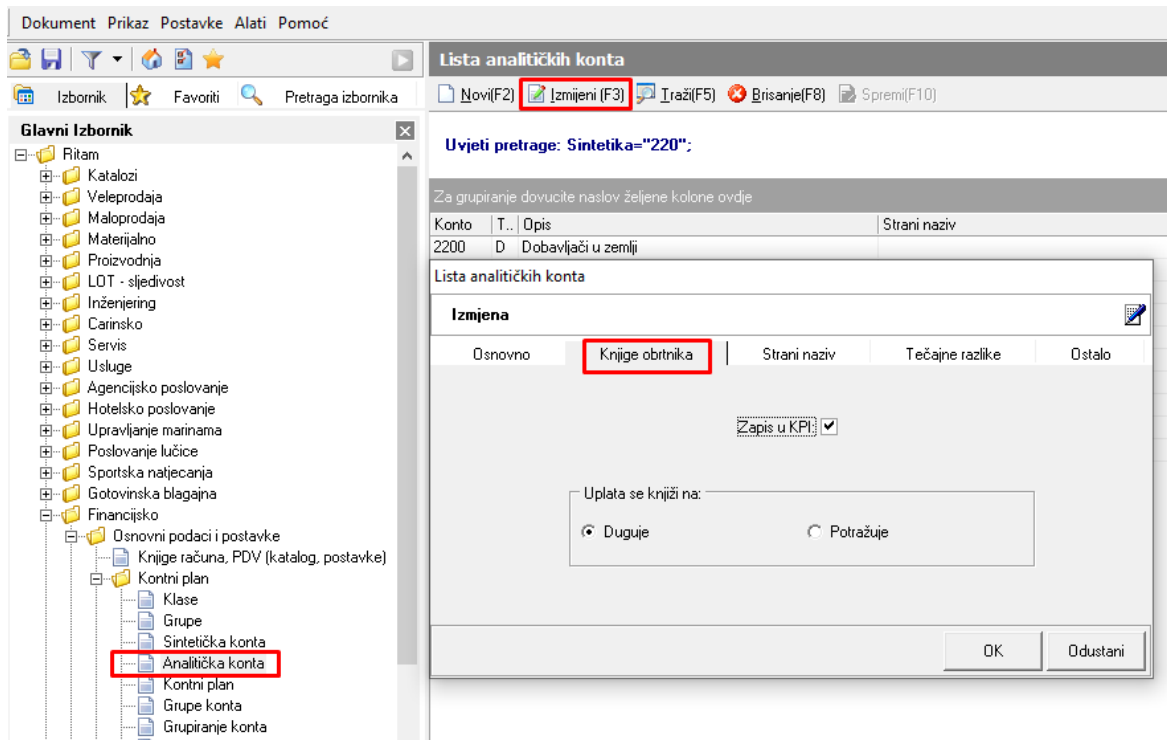 Dokument Prikaz Postavke Alati Pomoć
Izbornik Favoriti Pretraga izbornika
Glavni Izbornik
Ritam
Katalozi
Veleprodaja
Maloprodaja
Materijalno
Proizvodnja
LOT - sljedivost
Inženjering
Carinsko
Servis
Usluge
Agencijsko poslovanje
Hotelsko poslovanje
Upravljanje marinama
Poslovanje lučice
Sportska natjecanja
Gotovinska blagajna
Financijsko
Osnovni podaci i postavke
Knjige računa, PDV (katalog, postavke)
Kontni plan
Klase
Grupe
Sintetička konta
Analitička konta
Kontni plan
Grupe konta
Grupiranje konta
Lista analitičkih konta
Novi(F2) Izmijeni (F3) Traži(F5) Brisanje(F8) Spremi(F10)
Uvjeti pretrage: Sintetika="220";
Za grupiranje dovucite naslov željene kolone ovdje
Konto T.. Opis Strani naziv
2200 D Dobavljači u zemlji
Lista analitičkih konta
Izmjena
Osnovno Knjige obrtnika Strani naziv Tečajne razlike Ostalo
Zapis u KPI:
Uplata se knjiži na:
Duguje Potražuje
OK Odustani